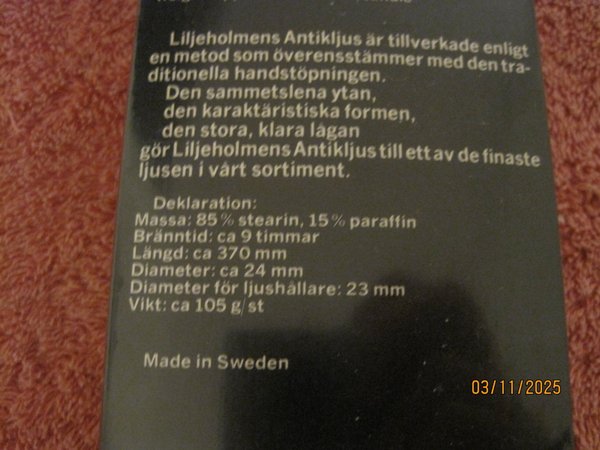 Liljeholmens Antikljus är tillverkade enligt
en metod som överensstämmer med den tra-
ditionella handstöpningen.
Den sammetslena ytan,
den karaktäristiska formen,
den stora, klara lågan
gör Liljeholmens Antikljus till ett av de finaste
ljusen i vårt sortiment.
Deklaration:
Massa: 85% stearin, 15% paraffin
Bränntid: ca 9 timmar
Längd: ca 370 mm
Diameter: ca 24 mm
Diameter för ljushållare: 23 mm
Vikt: ca 105 g/st
Made in Sweden
03/11/2025